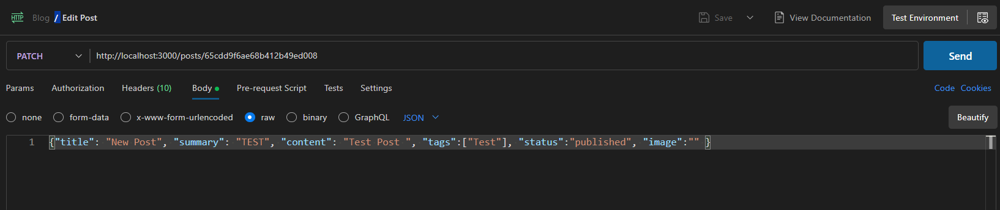 HTTP Blog / Edit Post Save View Documentation Test Environment
PATCH http://localhost:3000/posts/65cdd9f6ae68b412b49ed008 Send
Params Authorization Headers (10) Body Pre-request Script Tests Settings Code Cookies
none form-data x-www-form-urlencoded raw binary GraphQL JSON Beautify
1 {"title": "New Post", "summary": "TEST", "content": "Test Post ", "tags":["Test"], "status":"published", "image":"" }